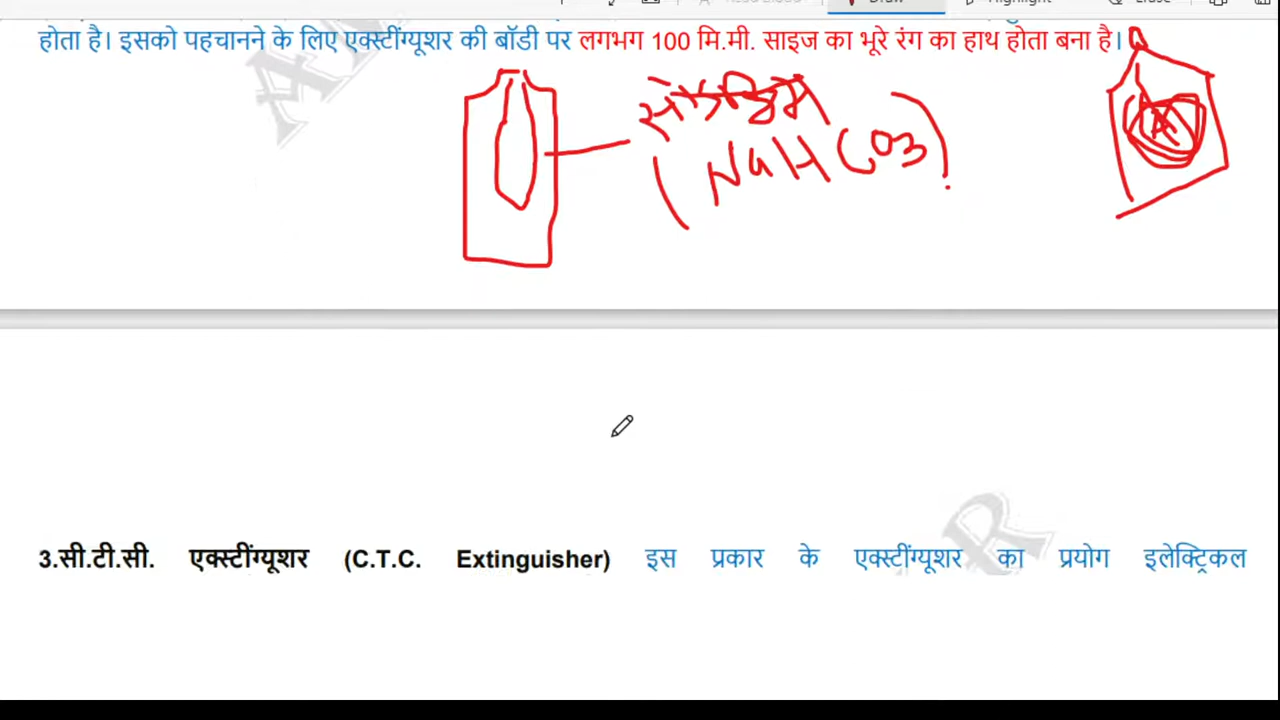 होता है। इसको पहचानने के लिए एक्स्टींग्यूशर की बॉडी पर लगभग 100 मि.मी. साइज का भूरे रंग का हाथ होता बना है।
सोडियम
(NaHCO3)
A
3.सी.टी.सी. एक्स्टींग्यूशर (C.T.C. Extinguisher) इस प्रकार के एक्स्टींग्यूशर का प्रयोग इलेक्ट्रिकल